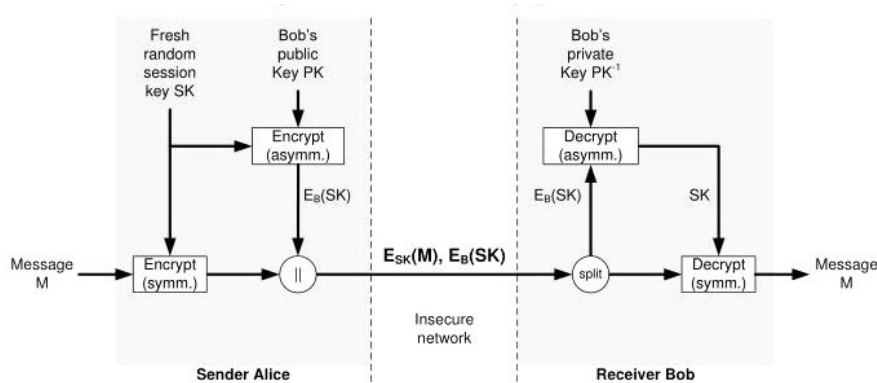 Fresh
random
session
key SK
Bob's
public
Key PK
Bob's
private
Key PK⁻¹
Encrypt
(asymm.)
Decrypt
(asymm.)
E_B(SK)
E_B(SK)
SK
Message
M
Encrypt
(symm.)
||
E_SK(M), E_B(SK)
split
Decrypt
(symm.)
Message
M
Insecure
network
Sender Alice
Receiver Bob